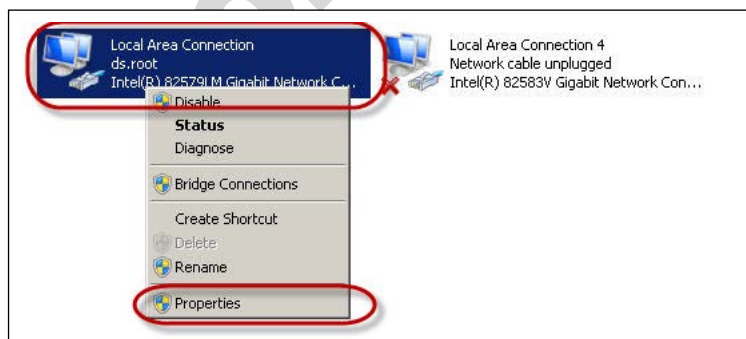 Local Area Connection
ds.root
Intel(R) 82579LM Gigabit Network C...
Local Area Connection 4
Network cable unplugged
Intel(R) 82583V Gigabit Network Con...
Disable
Status
Diagnose
Bridge Connections
Create Shortcut
Delete
Rename
Properties